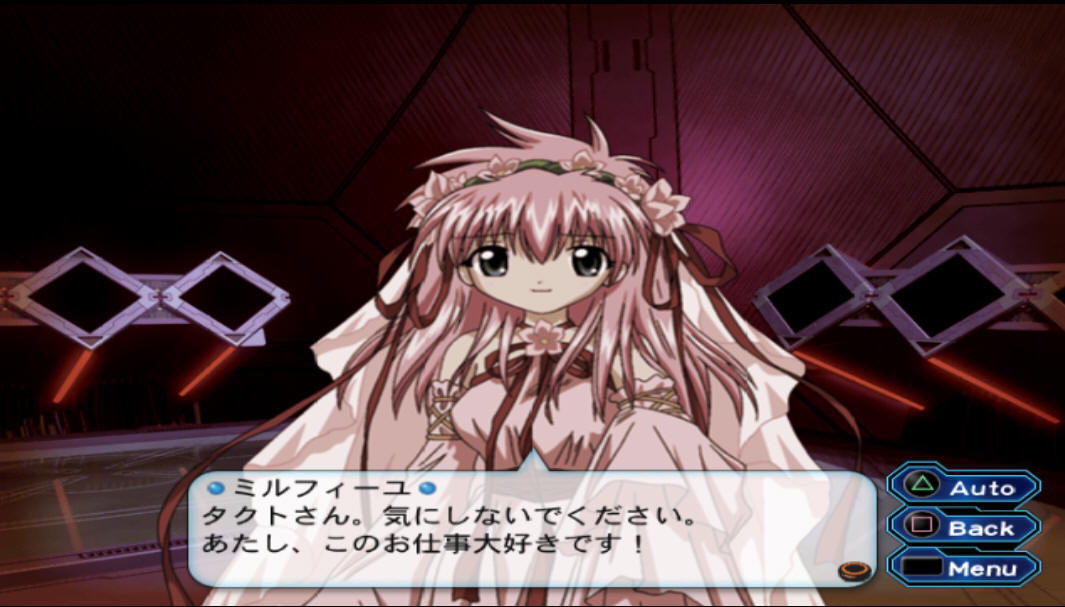 ミルフィーユ
タクトさん。気にしないでください。
あたし、このお仕事大好きです！
Auto
Back
Menu